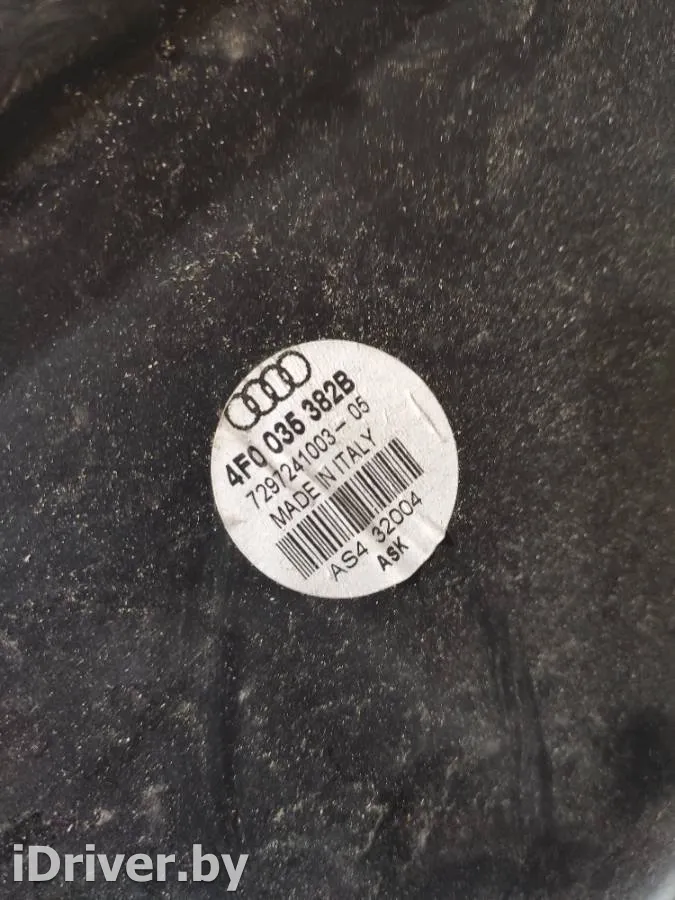 4F0 035 382B
7297241003-05
MADE IN ITALY
AS4 32004
ASK
iDriver.by